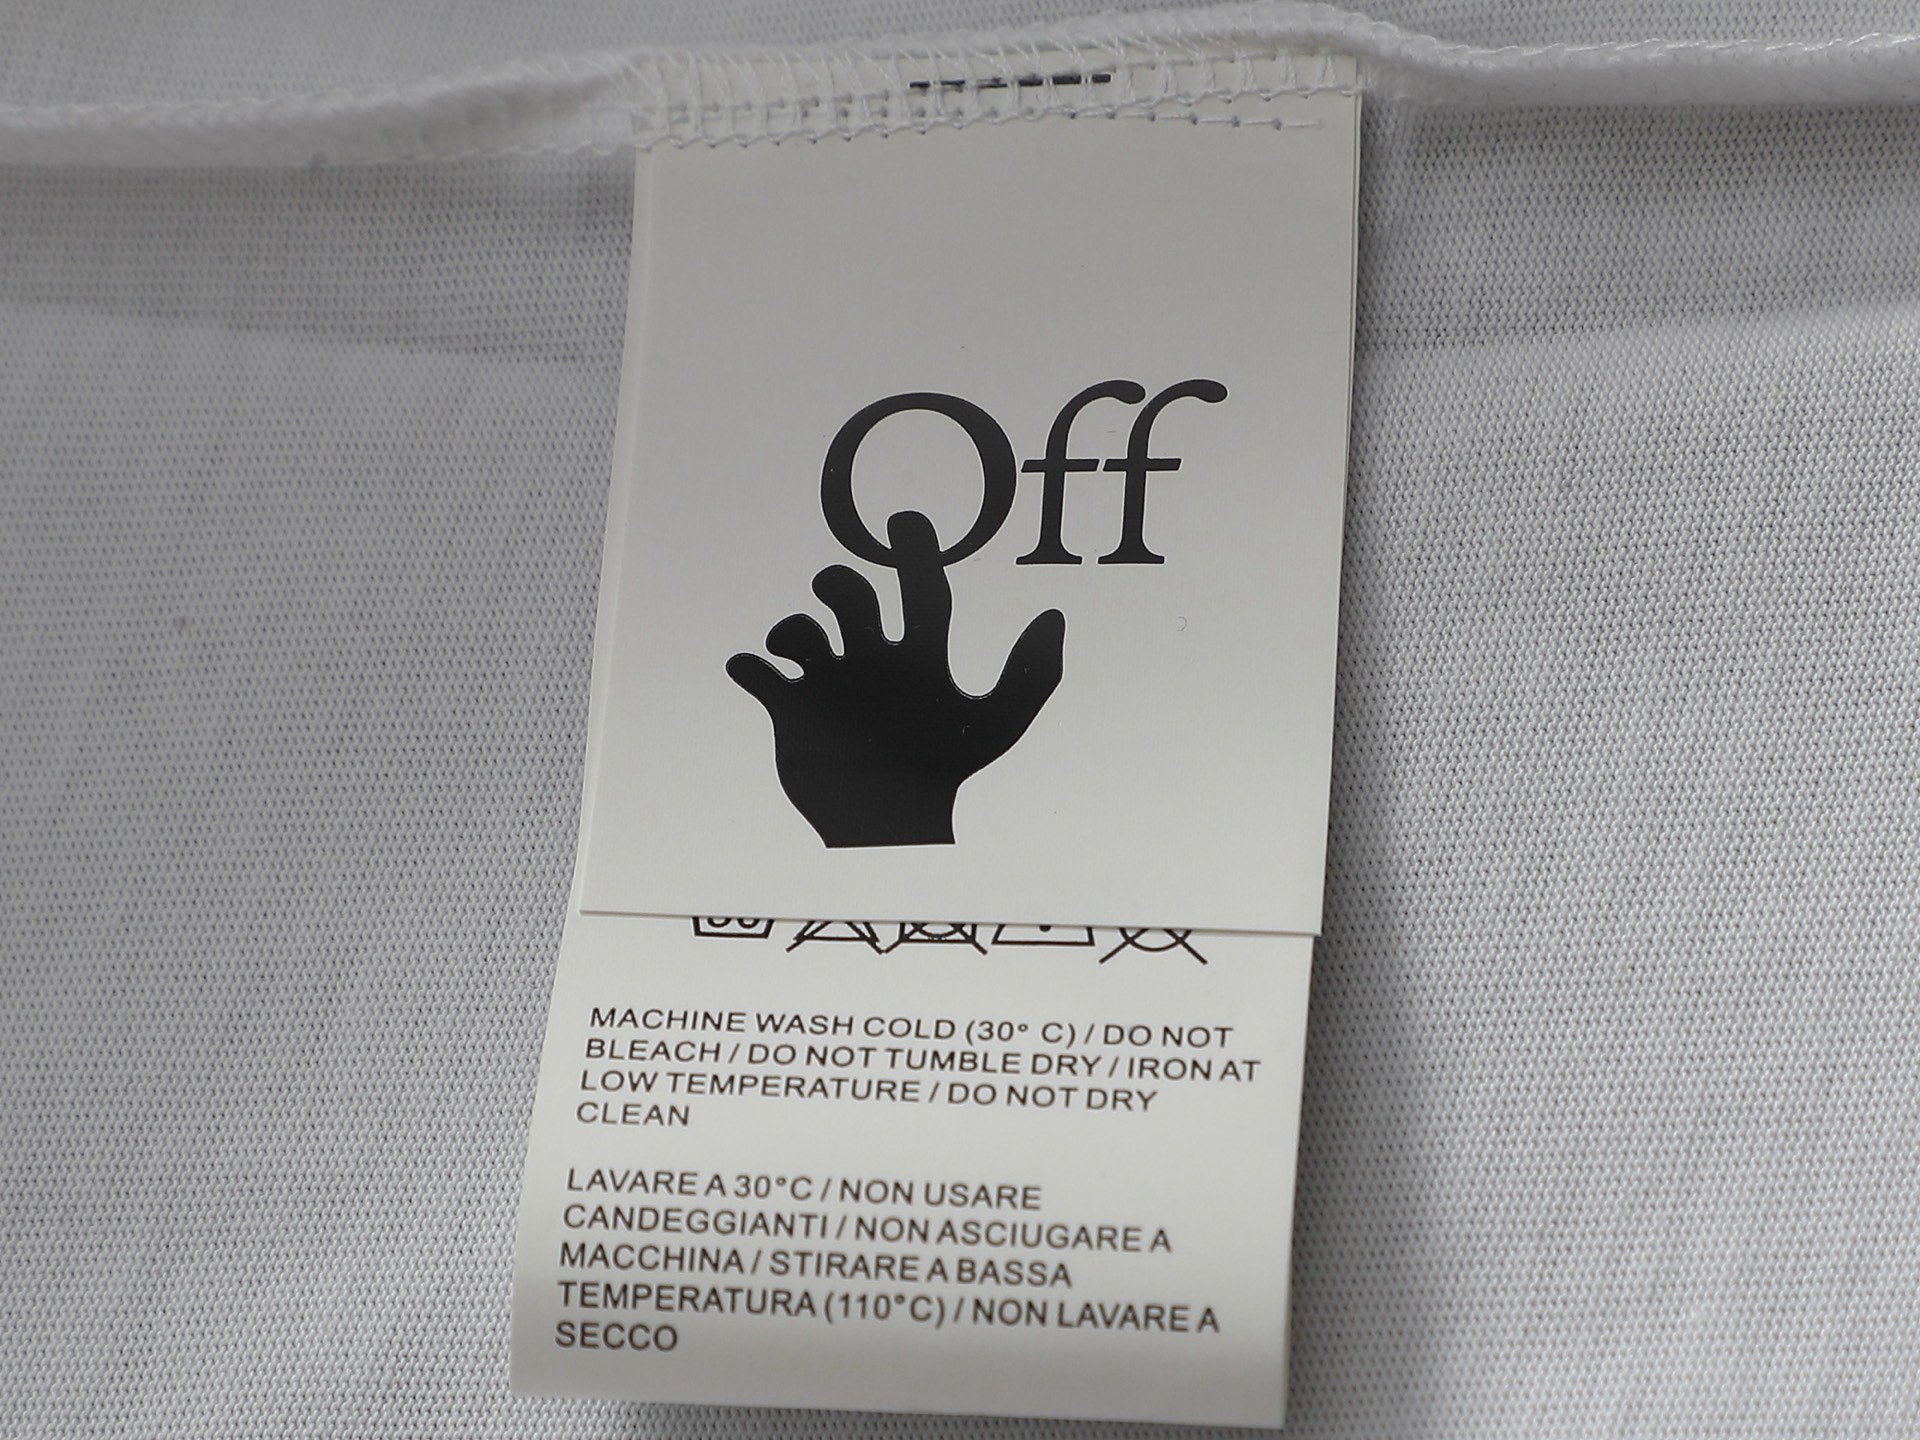 Off
MACHINE WASH COLD (30° C) / DO NOT
BLEACH / DO NOT TUMBLE DRY / IRON AT
LOW TEMPERATURE / DO NOT DRY
CLEAN
LAVARE A 30°C / NON USARE
CANDEGGIANTI / NON ASCIUGARE A
MACCHINA / STIRARE A BASSA
TEMPERATURA (110°C) / NON LAVARE A
SECCO